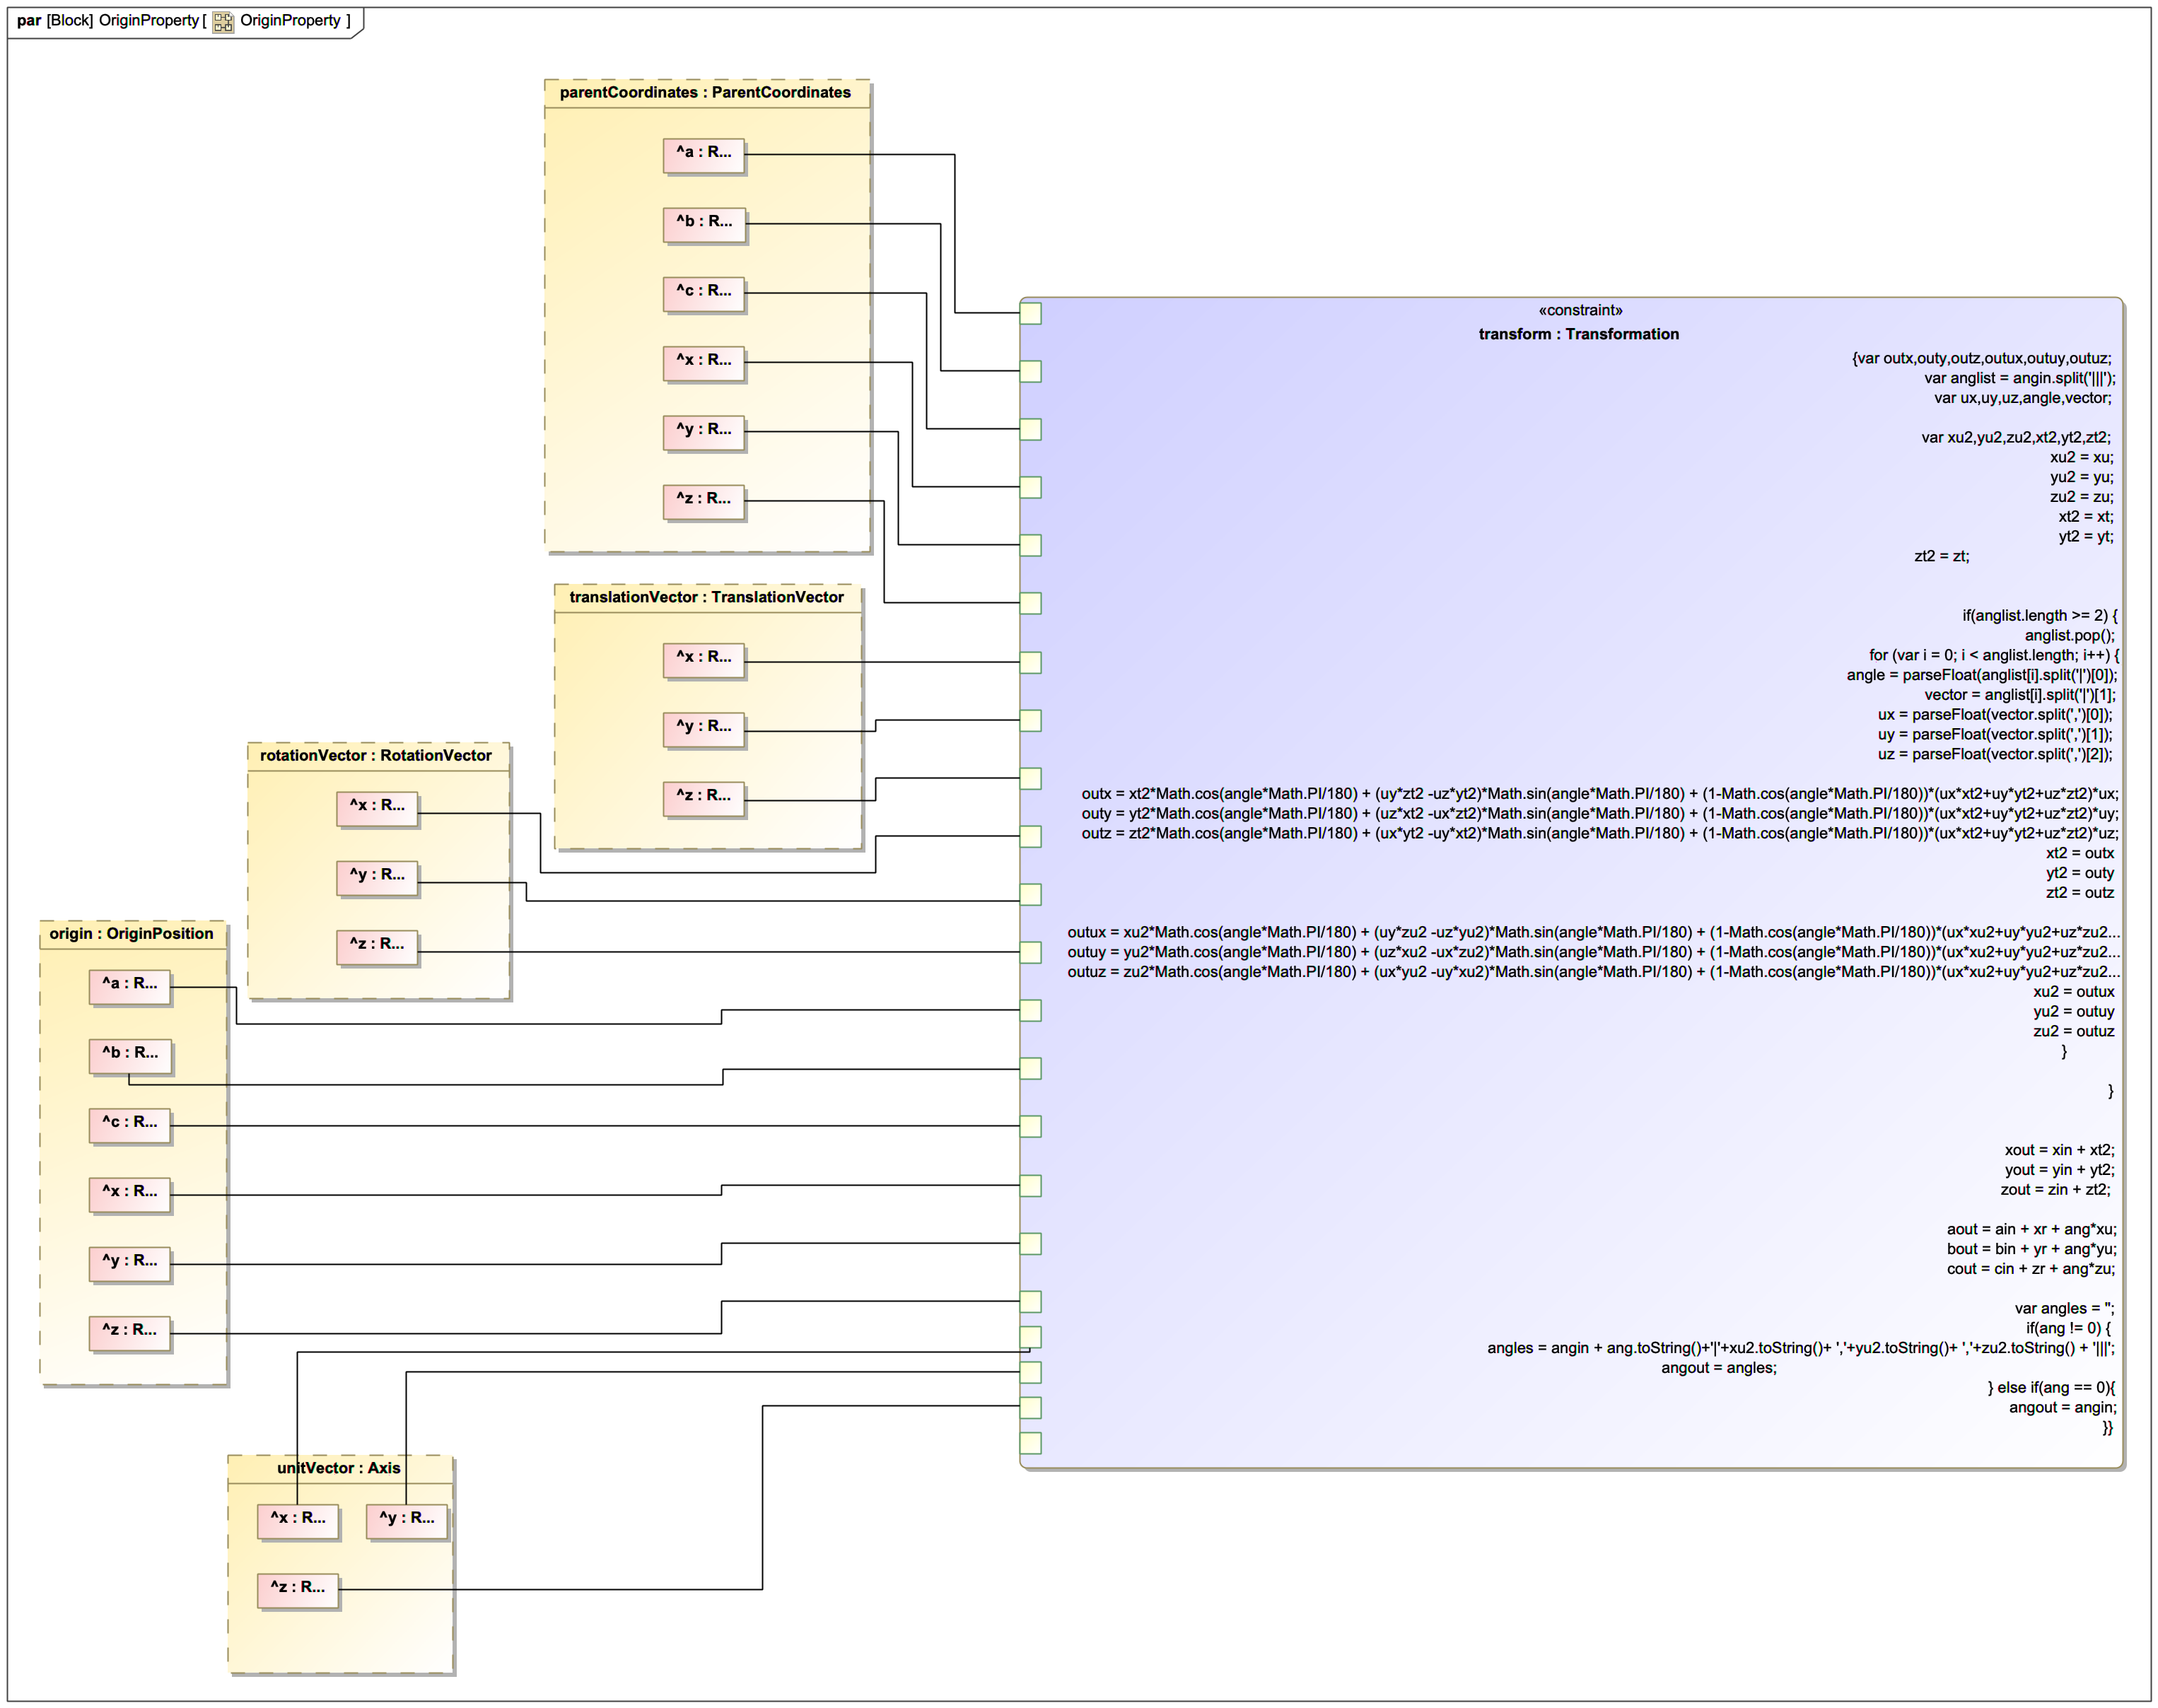 par [Block] OriginProperty [ OriginProperty ]
parentCoordinates : ParentCoordinates
^a : R...
^b : R...
^c : R...
^x : R...
^y : R...
^z : R...
translationVector : TranslationVector
^x : R...
^y : R...
^z : R...
rotationVector : RotationVector
^x : R...
^y : R...
^z : R...
origin : OriginPosition
^a : R...
^b : R...
^c : R...
^x : R...
^y : R...
^z : R...
unitVector : Axis
^x : R...
^y : R...
^z : R...
«constraint»
transform : Transformation
{var outx,outy,outz,outux,outuy,outuz;
var anglist = angin.split('|||');
var ux,uy,uz,angle,vector;
var xu2,yu2,zu2,xt2,yt2,zt2;
xu2 = xu;
yu2 = yu;
zu2 = zu;
xt2 = xt;
yt2 = yt;
zt2 = zt;
if(anglist.length >= 2) {
anglist.pop();
for (var i = 0; i < anglist.length; i++) {
angle = parseFloat(anglist[i].split('|')[0]);
vector = anglist[i].split('|')[1];
ux = parseFloat(vector.split(',')[0]);
uy = parseFloat(vector.split(',')[1]);
uz = parseFloat(vector.split(',')[2]);
outx = xt2*Math.cos(angle*Math.PI/180) + (uy*zt2 -uz*yt2)*Math.sin(angle*Math.PI/180) + (1-Math.cos(angle*Math.PI/180))*(ux*xt2+uy*yt2+uz*zt2)*ux;
outy = yt2*Math.cos(angle*Math.PI/180) + (uz*xt2 -ux*zt2)*Math.sin(angle*Math.PI/180) + (1-Math.cos(angle*Math.PI/180))*(ux*xt2+uy*yt2+uz*zt2)*uy;
outz = zt2*Math.cos(angle*Math.PI/180) + (ux*yt2 -uy*xt2)*Math.sin(angle*Math.PI/180) + (1-Math.cos(angle*Math.PI/180))*(ux*xt2+uy*yt2+uz*zt2)*uz;
xt2 = outx
yt2 = outy
zt2 = outz
outux = xu2*Math.cos(angle*Math.PI/180) + (uy*zu2 -uz*yu2)*Math.sin(angle*Math.PI/180) + (1-Math.cos(angle*Math.PI/180))*(ux*xu2+uy*yu2+uz*zu2...
outuy = yu2*Math.cos(angle*Math.PI/180) + (uz*xu2 -ux*zu2)*Math.sin(angle*Math.PI/180) + (1-Math.cos(angle*Math.PI/180))*(ux*xu2+uy*yu2+uz*zu2...
outuz = zu2*Math.cos(angle*Math.PI/180) + (ux*yu2 -uy*xu2)*Math.sin(angle*Math.PI/180) + (1-Math.cos(angle*Math.PI/180))*(ux*xu2+uy*yu2+uz*zu2...
xu2 = outux
yu2 = outuy
zu2 = outuz
}
}
xout = xin + xt2;
yout = yin + yt2;
zout = zin + zt2;
aout = ain + xr + ang*xu;
bout = bin + yr + ang*yu;
cout = cin + zr + ang*zu;
var angles = '';
if(ang != 0) {
angles = angin + ang.toString()+'|'+xu2.toString()+ ','+yu2.toString()+ ','+zu2.toString() + '|||';
angout = angles;
} else if(ang == 0){
angout = angin;
}}